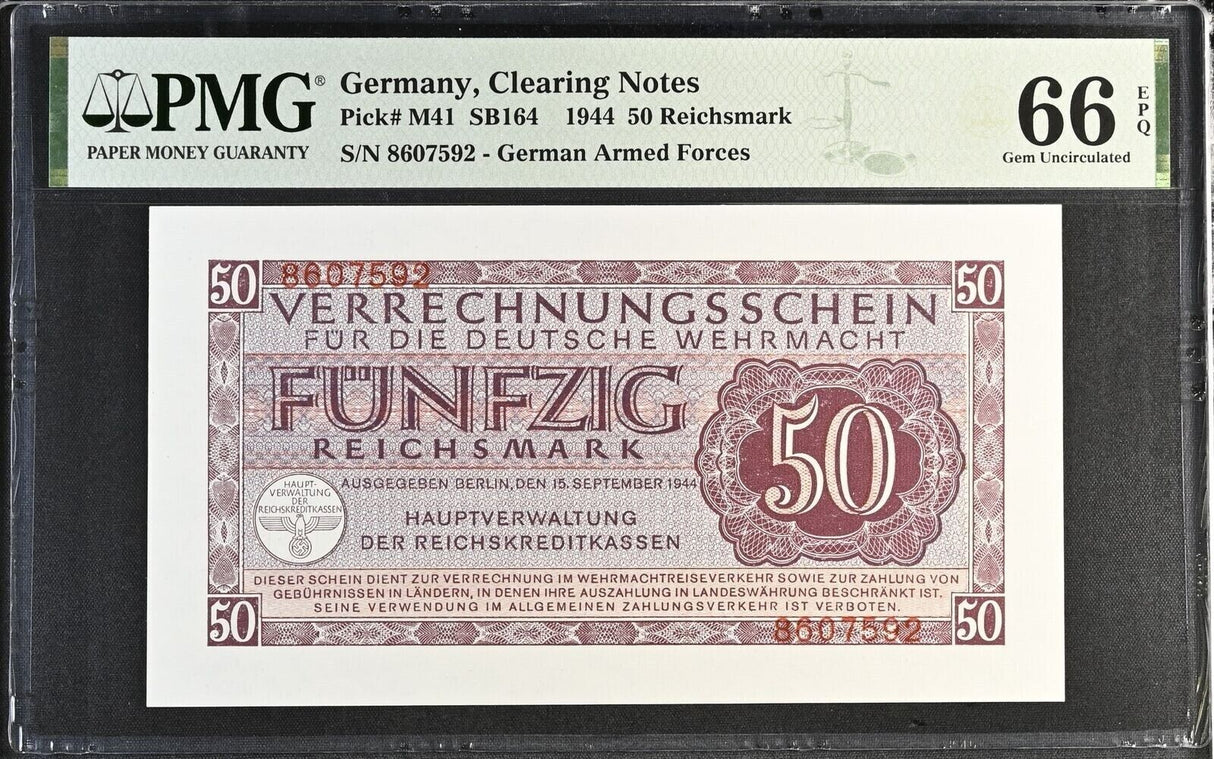 PMG®
PAPER MONEY GUARANTY
Germany, Clearing Notes
Pick# M41 SB164 1944 50 Reichsmark
S/N 8607592 - German Armed Forces
66
EPQ
Gem Uncirculated
50
8607592
50
VERRECHNUNGSSCHEIN
FÜR DIE DEUTSCHE WEHRMACHT
FÜNFZIG
REICHSMARK
50
HAUPT-
VERWALTUNG
DER
REICHSKREDITKASSEN
AUSGEGEBEN BERLIN, DEN 15. SEPTEMBER 1944
HAUPTVERWALTUNG
DER REICHSKREDITKASSEN
DIESER SCHEIN DIENT ZUR VERRECHNUNG IM WEHRMACHTREISEVERKEHR SOWIE ZUR ZAHLUNG VON
GEBÜHRNISSEN IN LÄNDERN, IN DENEN IHRE AUSZAHLUNG IN LANDESWÄHRUNG BESCHRÄNKT IST.
SEINE VERWENDUNG IM ALLGEMEINEN ZAHLUNGSVERKEHR IST VERBOTEN.
50
8607592
50